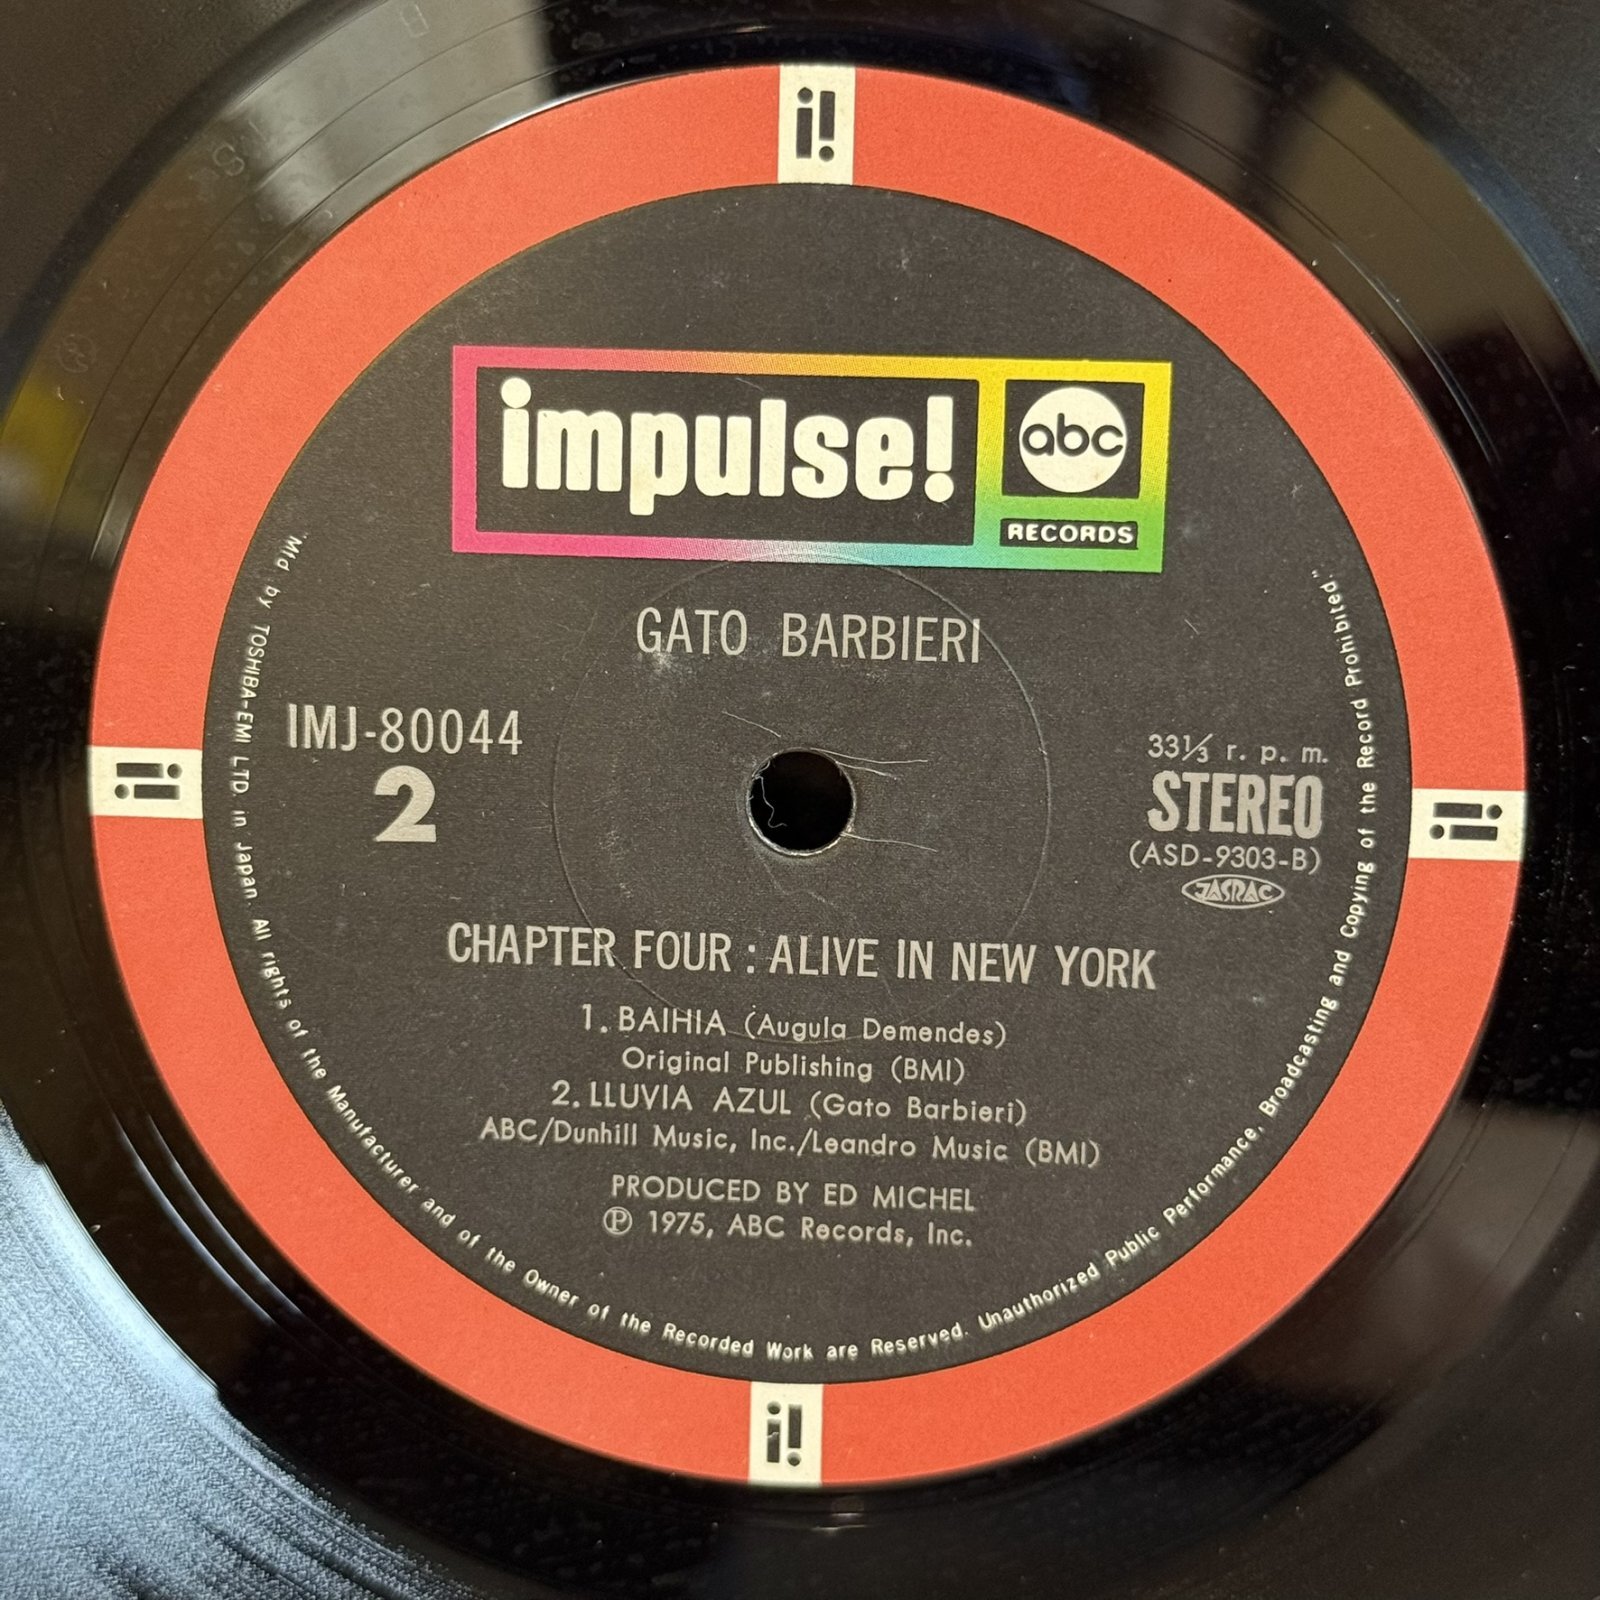 i!
impulse!
abc
RECORDS
GATO BARBIERI
IMJ-80044
2
33⅓ r. p. m.
STEREO
(ASD-9303-B)
JASRAC
CHAPTER FOUR : ALIVE IN NEW YORK
1. BAIHIA (Augula Demendes)
Original Publishing (BMI)
2. LLUVIA AZUL (Gato Barbieri)
ABC/Dunhill Music, Inc./Leandro Music (BMI)
PRODUCED BY ED MICHEL
Ⓟ 1975, ABC Records, Inc.
"Mfd by TOSHIBA-EMI LTD. in Japan. All rights of the Manufacturer and of the Owner of the Recorded Work are Reserved. Unauthorized Public Performance, Broadcasting and Copying of the Record Prohibited."
i!
i!
i!